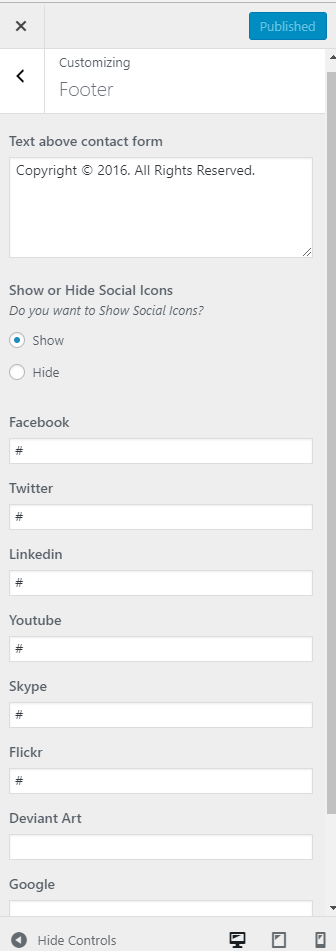 Published
Customizing
Footer
Text above contact form
Copyright © 2016. All Rights Reserved.
Show or Hide Social Icons
Do you want to Show Social Icons?
Show
Hide
Facebook
#
Twitter
#
Linkedin
#
Youtube
#
Skype
#
Flickr
#
Deviant Art
Google
Hide Controls